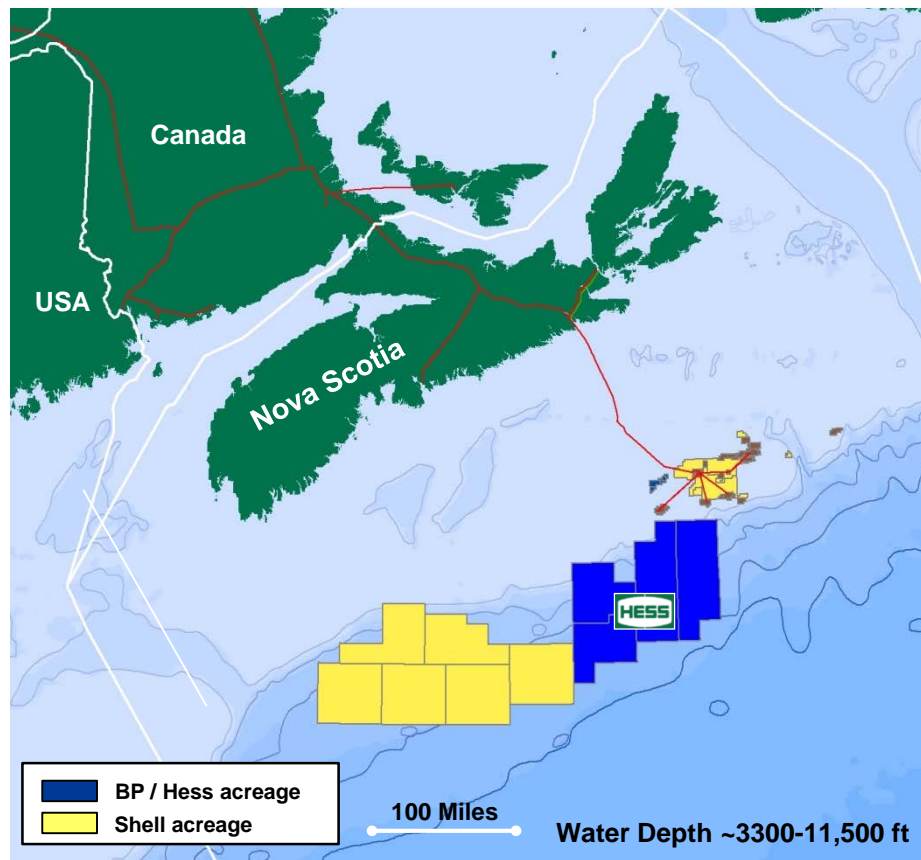 Canada
USA
Nova Scotia
HESS
BP / Hess acreage
Shell acreage
100 Miles
Water Depth ~3300-11,500 ft